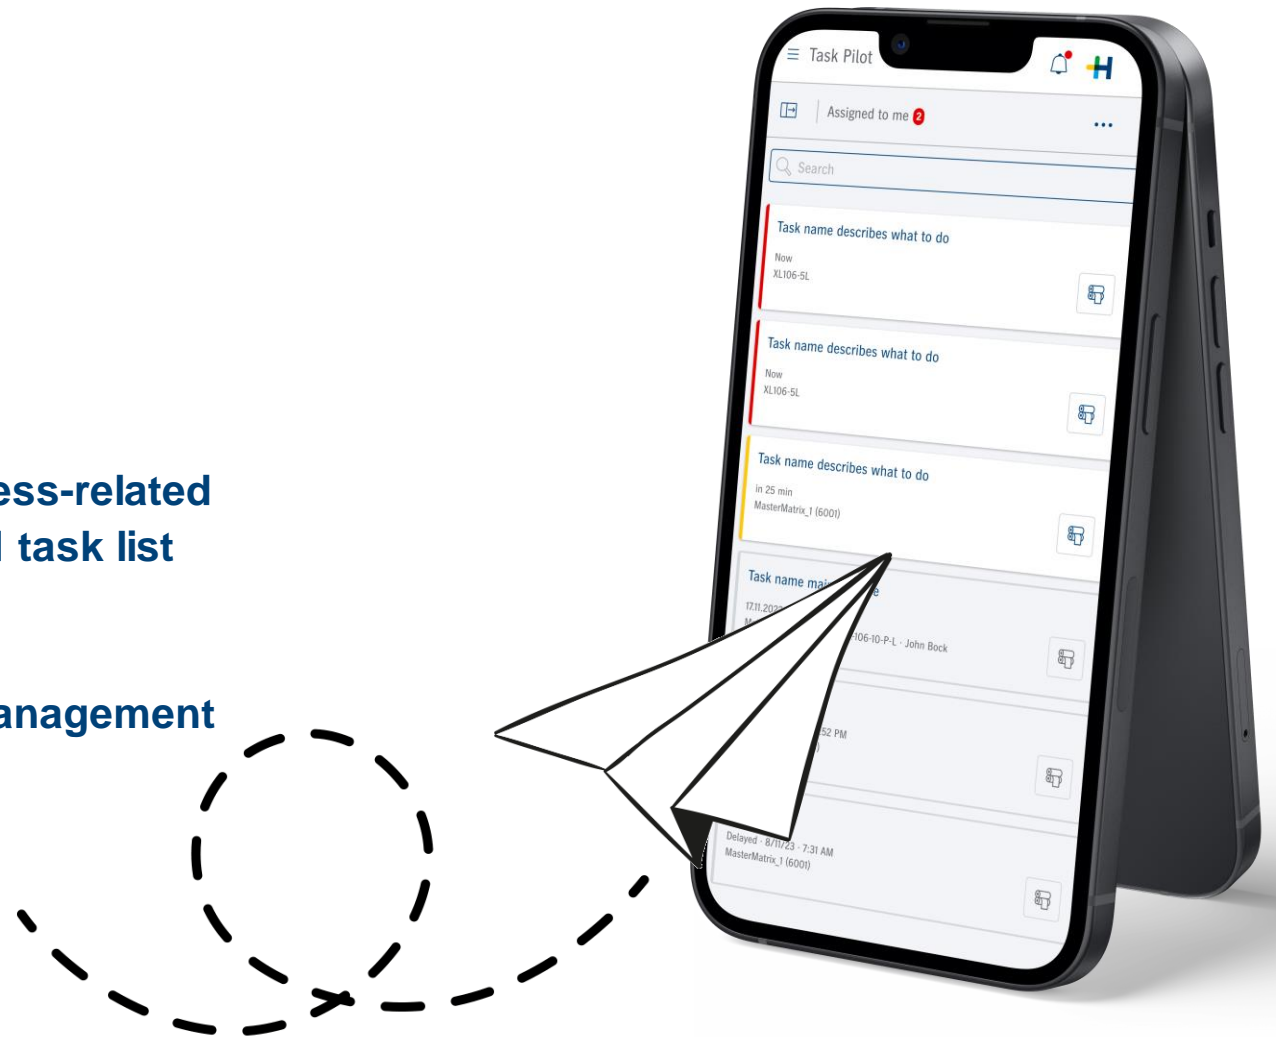 ess-related
task list
anagement
Task Pilot
Assigned to me 2
Search
Task name describes what to do
Now
XL106-5L
Task name describes what to do
Now
XL106-5L
Task name describes what to do
in 25 min
MasterMatrix_1 (6001)
Task name
17.11.202
-106-10-P-L · John Bock
:52 PM
Delayed · 8/11/23 · 7:31 AM
MasterMatrix_1 (6001)